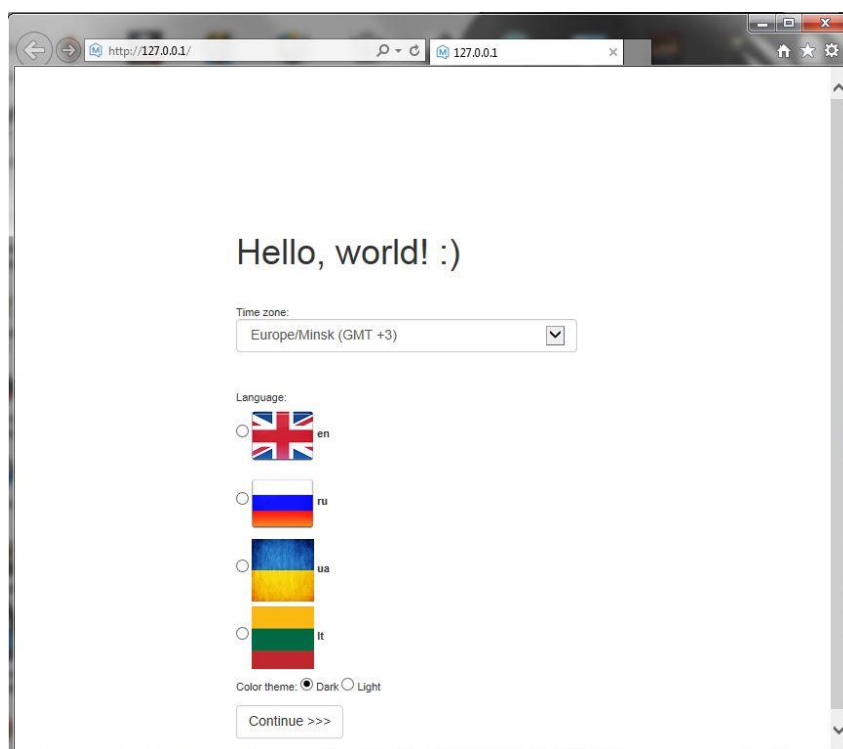 http://127.0.0.1/
127.0.0.1
Hello, world! :)
Time zone:
Europe/Minsk (GMT +3)
Language:
en
ru
ua
lt
Color theme: Dark Light
Continue >>>